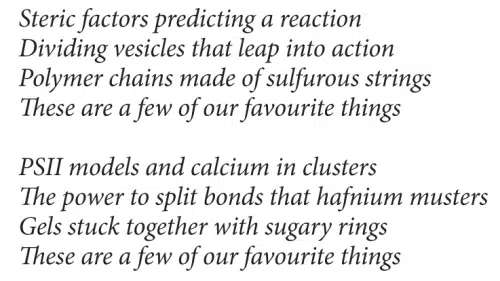 Steric factors predicting a reaction
Dividing vesicles that leap into action
Polymer chains made of sulfurous strings
These are a few of our favourite things
PSII models and calcium in clusters
The power to split bonds that hafnium musters
Gels stuck together with sugary rings
These are a few of our favourite things